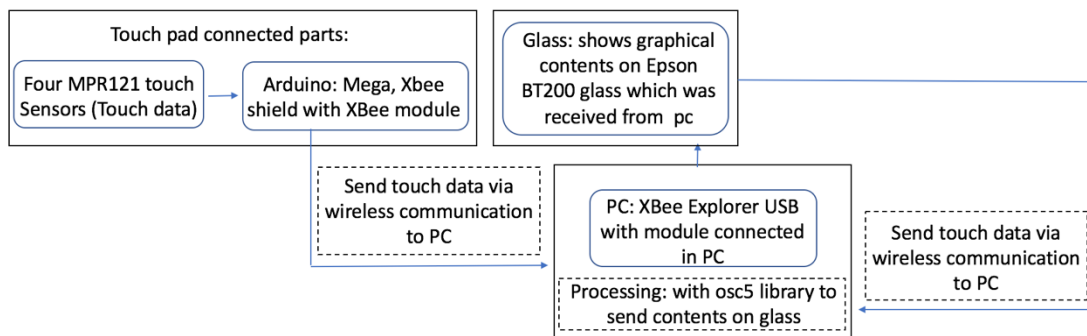 Touch pad connected parts:
Four MPR121 touch
Sensors (Touch data)
Arduino: Mega, Xbee
shield with XBee module
Glass: shows graphical
contents on Epson
BT200 glass which was
received from pc
Send touch data via
wireless communication
to PC
PC: XBee Explorer USB
with module connected
in PC
Processing: with osc5 library to
send contents on glass
Send touch data via
wireless communication
to PC